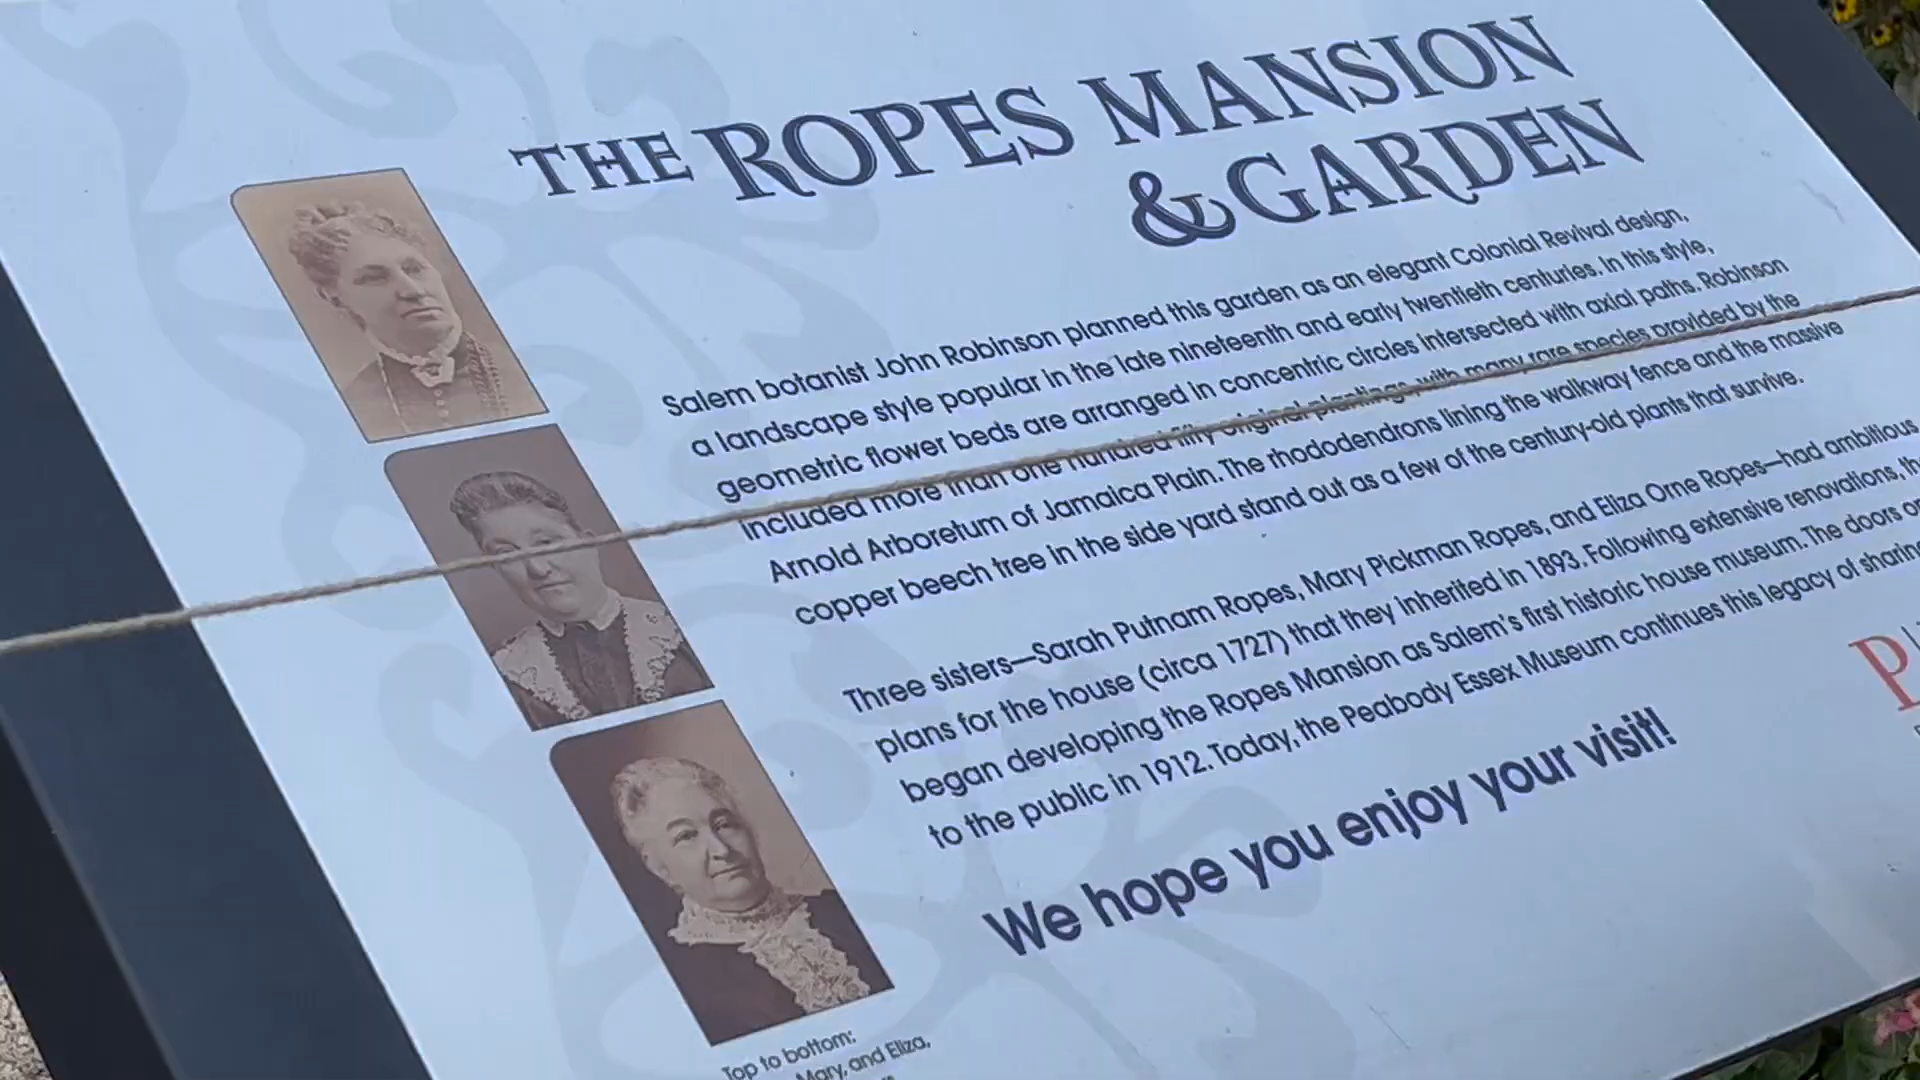 THE ROPES MANSION
& GARDEN
Salem botanist John Robinson planned this garden as an elegant Colonial Revival design,
a landscape style popular in the late nineteenth and early twentieth centuries. In this style,
geometric flower beds are arranged in concentric circles intersected with axial paths. Robinson
included more than one hundred fifty original plantings, with many rare species provided by the
Arnold Arboretum of Jamaica Plain. The rhododendrons lining the walkway fence and the massive
copper beech tree in the side yard stand out as a few of the century-old plants that survive.
Three sisters—Sarah Putnam Ropes, Mary Pickman Ropes, and Eliza Orne Ropes—had ambitious
plans for the house (circa 1727) that they inherited in 1893. Following extensive renovations, th
began developing the Ropes Mansion as Salem's first historic house museum. The doors o
to the public in 1912. Today, the Peabody Essex Museum continues this legacy of sharin
We hope you enjoy your visit!
P
Top to bottom:
Mary, and Eliza,